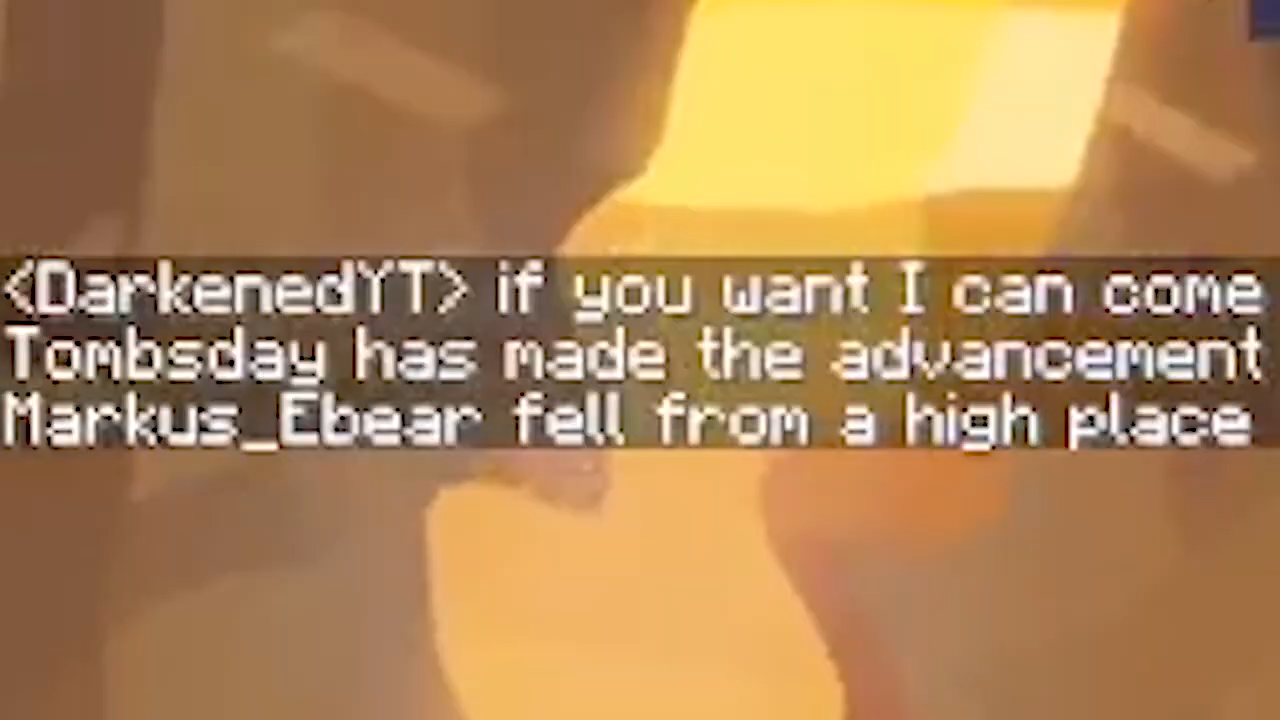 <DarkenedYT> if you want I can come
Tombsday has made the advancement
Markus_Ebear fell from a high place